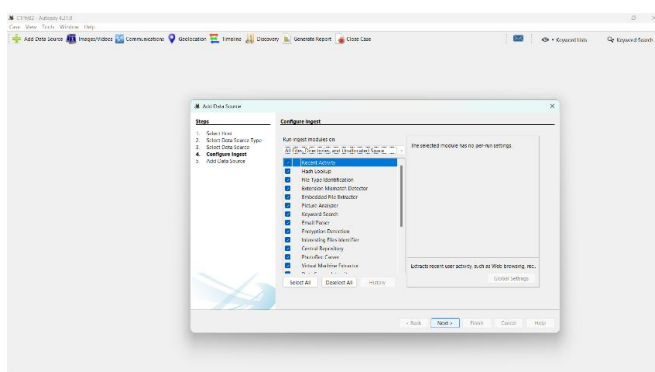 Autopsy 4.21.0
Case View Tools Window Help
Add Data Source Images/Videos Communications Geolocation Timeline Discovery Generate Report Close Case Keyword Lists Keyword Search
Add Data Source
Steps
1. Select Host
2. Select Data Source Type
3. Select Data Source
4. Configure Ingest
5. Add Data Source
Configure Ingest
Run ingest modules on:
All Files, Directories, and Unallocated Space
Recent Activity
Hash Lookup
File Type Identification
Extension Mismatch Detector
Embedded File Extractor
Picture Analyzer
Keyword Search
Email Parser
Encryption Detection
Interesting Files Identifier
Central Repository
PhotoRec Carver
Virtual Machine Extractor
Select All Deselect All History
The selected module has no per-run settings.
Extracts recent user activity, such as Web browsing, rec...
Global Settings
< Back Next > Finish Cancel Help